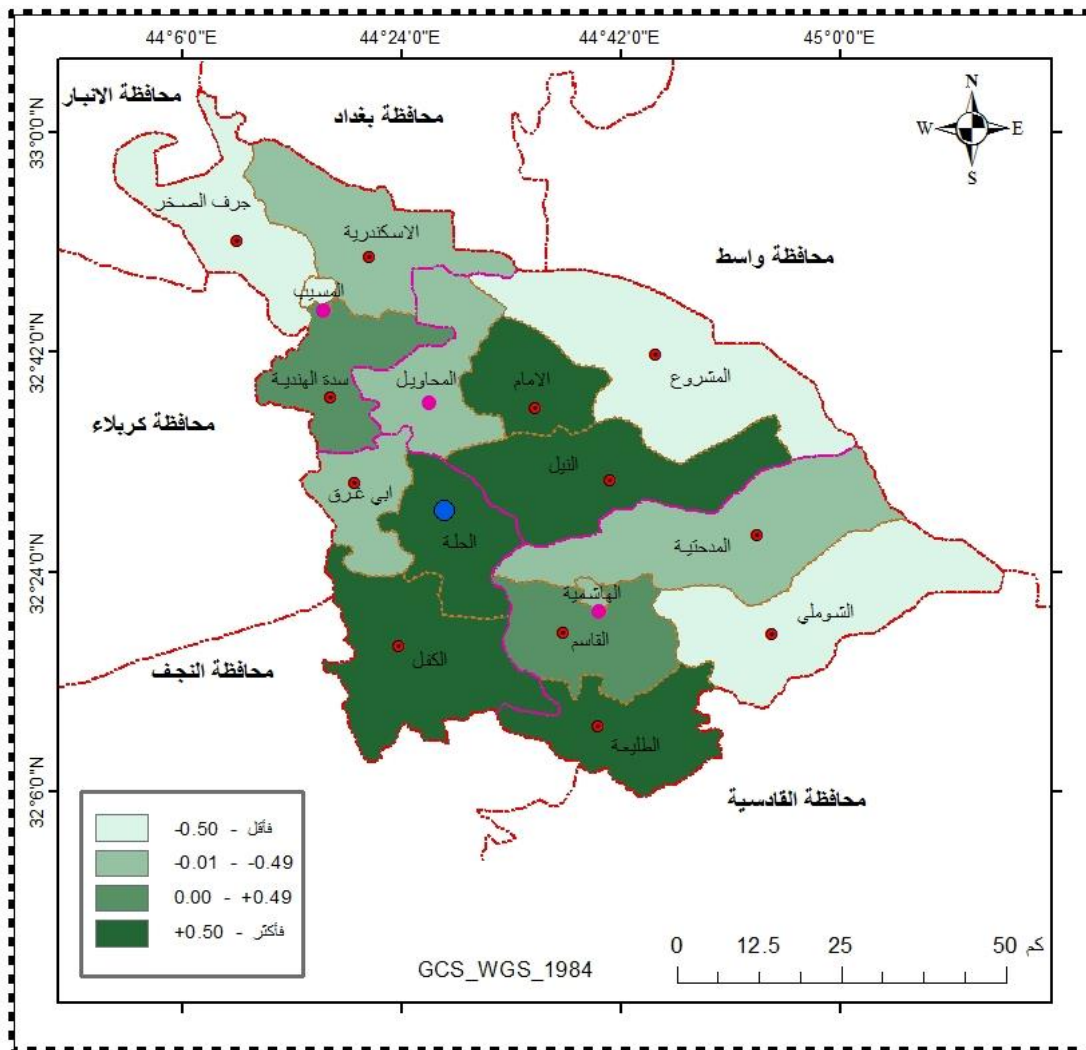 44°6'0"E
44°24'0"E
44°42'0"E
45°0'0"E
محافظة الانبار
محافظة بغداد
N
W
E
S
33°0'0"N
جرف الصخر
الاسكندرية
محافظة واسط
المسيب
32°42'0"N
المشروع
سدة الهندية
المحاويل
الامام
محافظة كربلاء
النيل
ابي غرق
الحلة
المدحتية
32°24'0"N
الهاشمية
الشوملي
القاسم
الكفل
محافظة النجف
الطليعة
32°6'0"N
محافظة القادسية
-0.50 - فأقل
-0.01 - -0.49
0.00 - +0.49
+0.50 - فأكثر
0 12.5 25 50 كم
GCS_WGS_1984